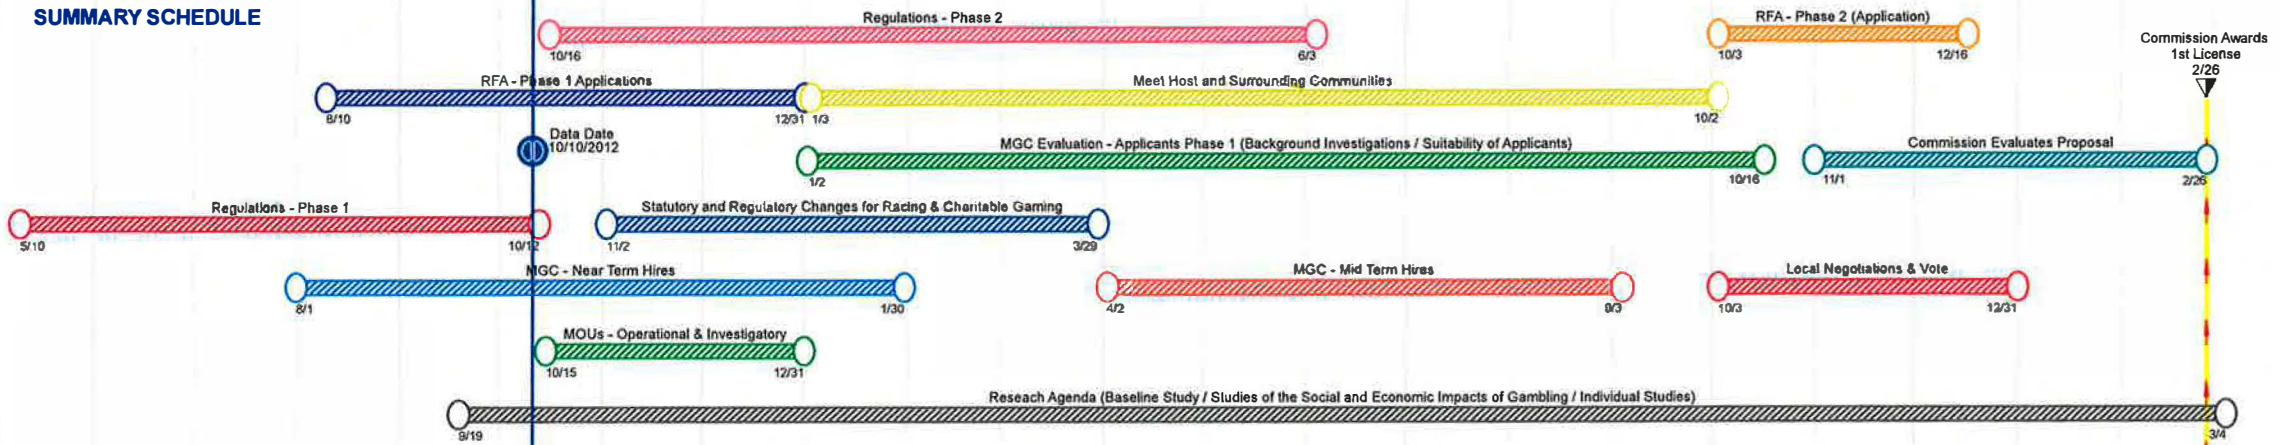 SUMMARY SCHEDULE
Regulations - Phase 2
10/16
6/3
RFA - Phase 2 (Application)
10/3
12/16
Commission Awards
1st License
2/26
RFA - Phase 1 Applications
8/10
12/31
Meet Host and Surrounding Communities
1/3
10/2
Data Date
10/10/2012
MGC Evaluation - Applicants Phase 1 (Background Investigations / Suitability of Applicants)
1/2
10/16
Commission Evaluates Proposal
11/1
2/26
Regulations - Phase 1
5/10
10/12
Statutory and Regulatory Changes for Racing & Charitable Gaming
11/2
3/29
MGC - Near Term Hires
8/1
1/30
MGC - Mid Term Hires
4/2
9/3
Local Negotiations & Vote
10/3
12/31
MOUs - Operational & Investigatory
10/15
12/31
Reseach Agenda (Baseline Study / Studies of the Social and Economic Impacts of Gambling / Individual Studies)
9/19
3/4